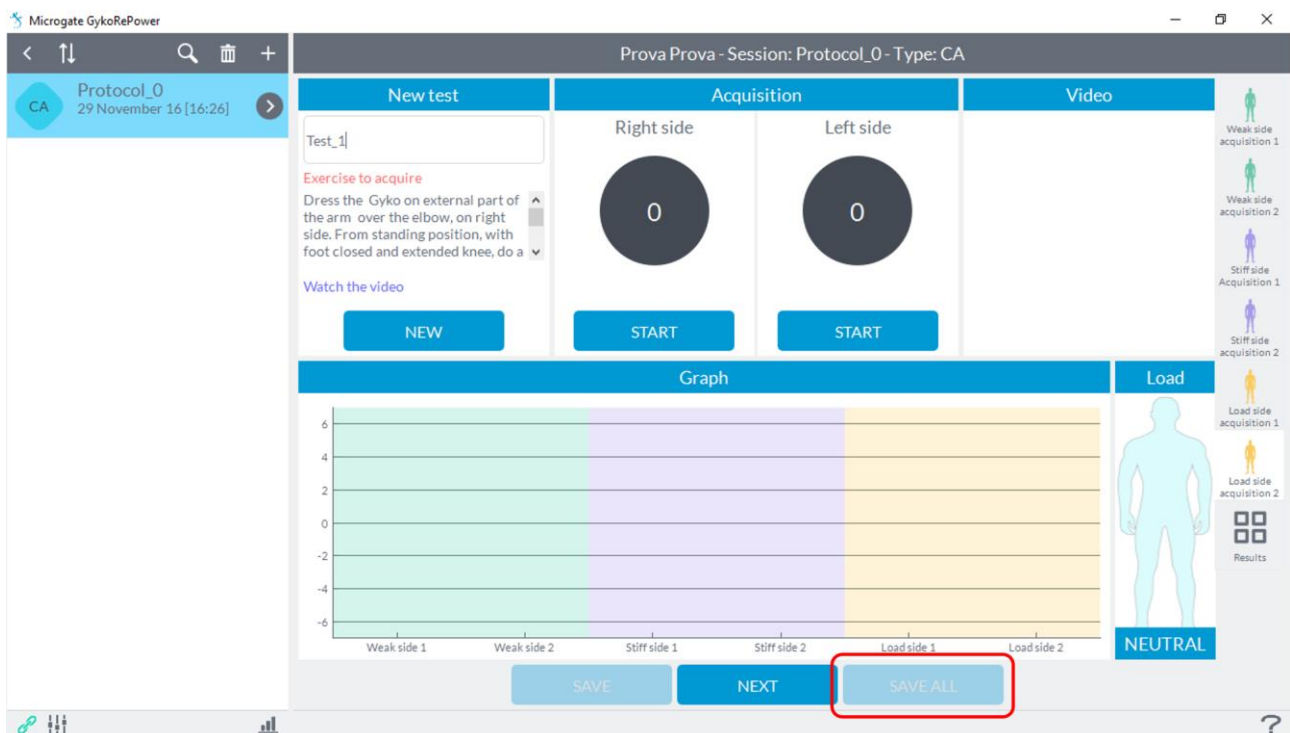 Microgate GykoRePower
Prova Prova - Session: Protocol_0 - Type: CA
CA
Protocol_0
29 November 16 [16:26]
New test
Test_1
Exercise to acquire
Dress the Gyko on external part of
the arm over the elbow, on right
side. From standing position, with
foot closed and extended knee, do a
Watch the video
NEW
Acquisition
Right side
Left side
0
0
START
START
Video
Graph
6
4
2
0
-2
-4
-6
Weak side 1
Weak side 2
Stiff side 1
Stiff side 2
Load side 1
Load side 2
Load
NEUTRAL
SAVE
NEXT
SAVE ALL
Weak side
acquisition 1
Weak side
acquisition 2
Stiff side
Acquisition 1
Stiff side
acquisition 2
Load side
acquisition 1
Load side
acquisition 2
Results
?